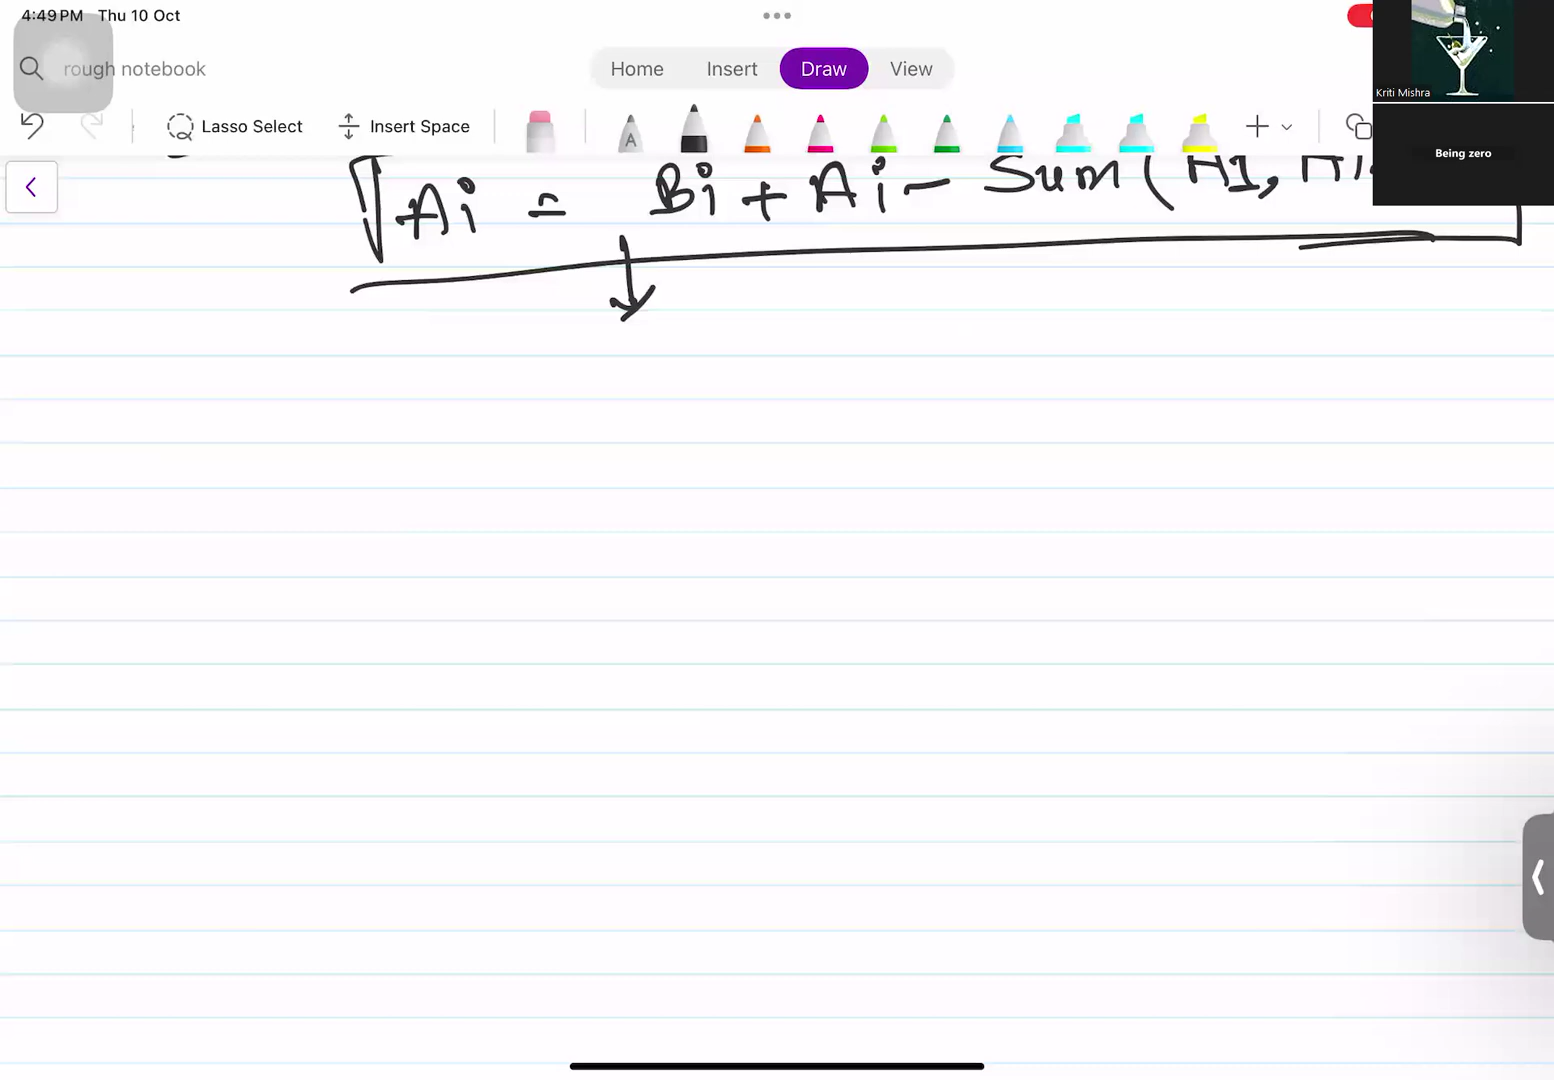 4:49 PM Thu 10 Oct
rough notebook
Home Insert Draw View
Lasso Select Insert Space
A
Kriti Mishra
Being zero
Ai = Bi + Ai - Sum(